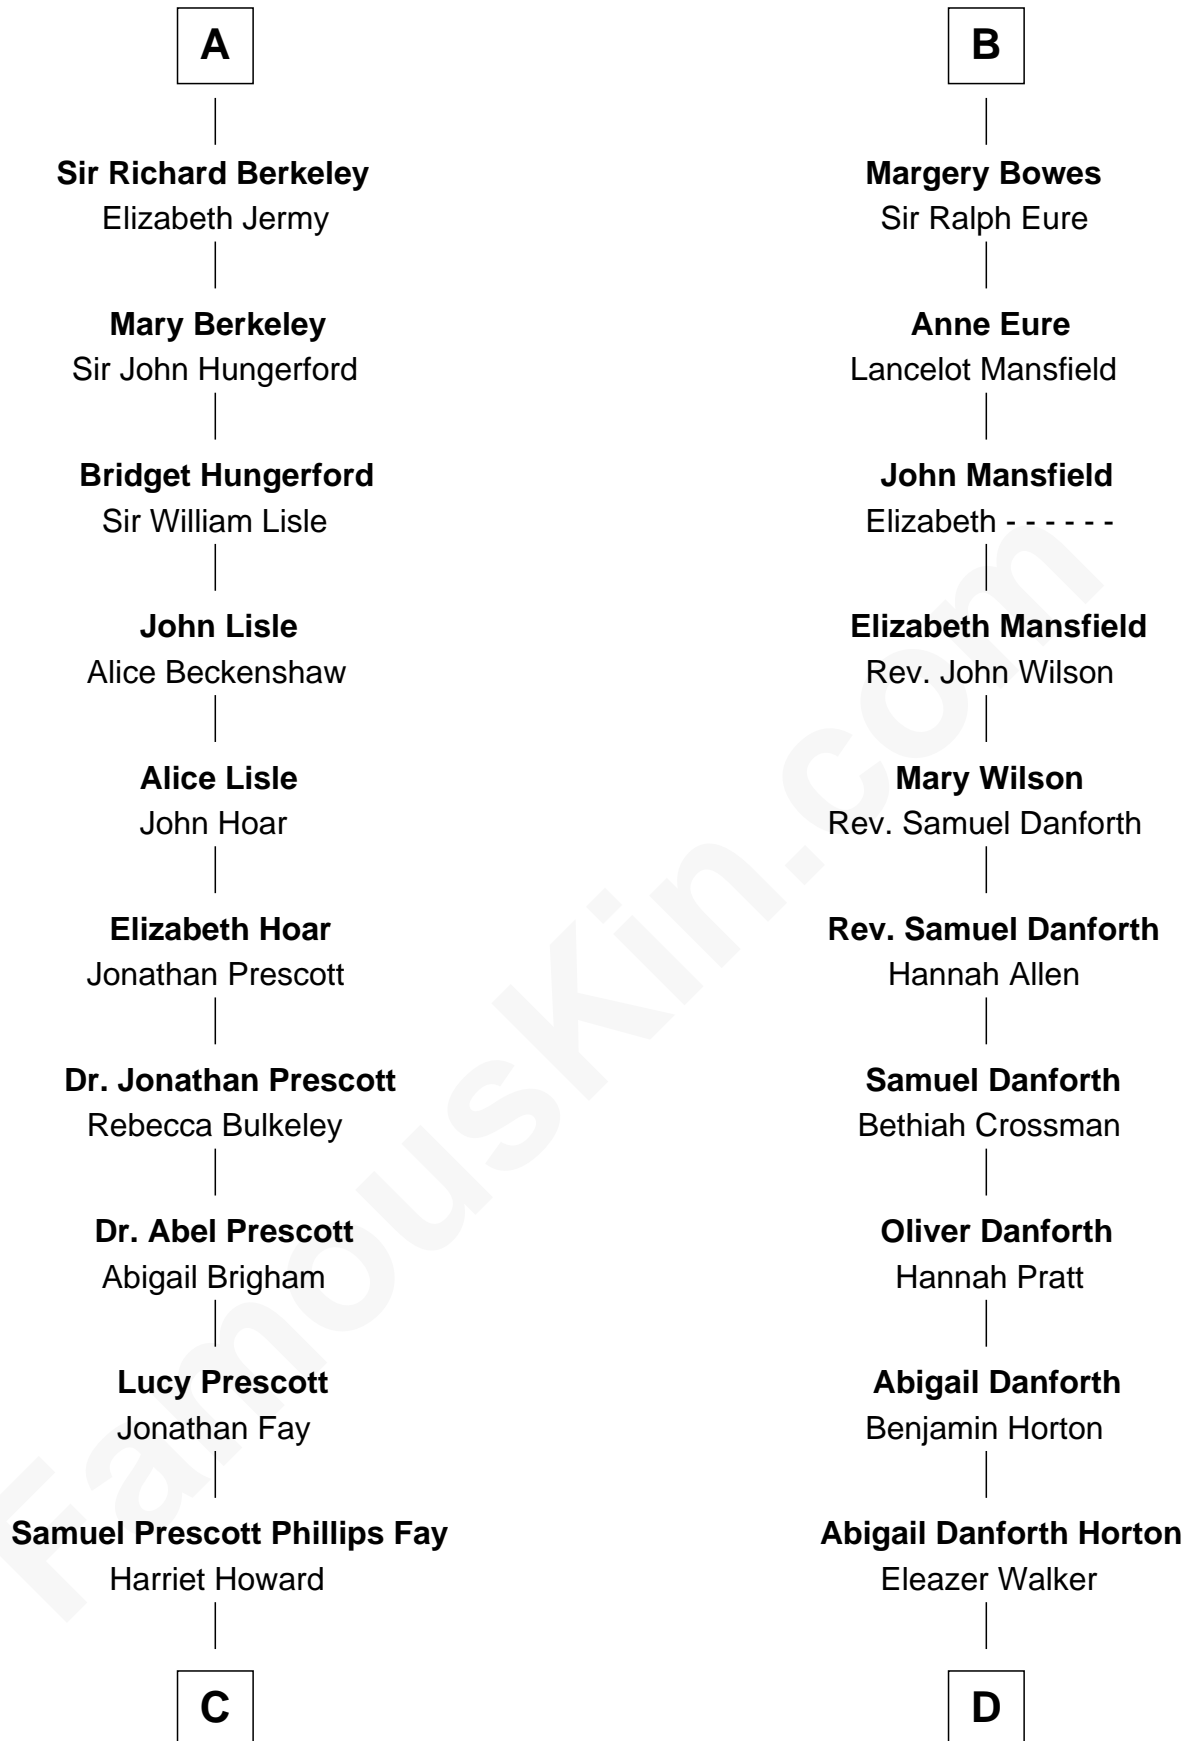 A
Sir Richard Berkeley
Elizabeth Jermy
Mary Berkeley
Sir John Hungerford
Bridget Hungerford
Sir William Lisle
John Lisle
Alice Beckenshaw
Alice Lisle
John Hoar
Elizabeth Hoar
Jonathan Prescott
Dr. Jonathan Prescott
Rebecca Bulkeley
Dr. Abel Prescott
Abigail Brigham
Lucy Prescott
Jonathan Fay
Samuel Prescott Phillips Fay
Harriet Howard
C
B
Margery Bowes
Sir Ralph Eure
Anne Eure
Lancelot Mansfield
John Mansfield
Elizabeth - - - - - -
Elizabeth Mansfield
Rev. John Wilson
Mary Wilson
Rev. Samuel Danforth
Rev. Samuel Danforth
Hannah Allen
Samuel Danforth
Bethiah Crossman
Oliver Danforth
Hannah Pratt
Abigail Danforth
Benjamin Horton
Abigail Danforth Horton
Eleazer Walker
D
FamousKin.com